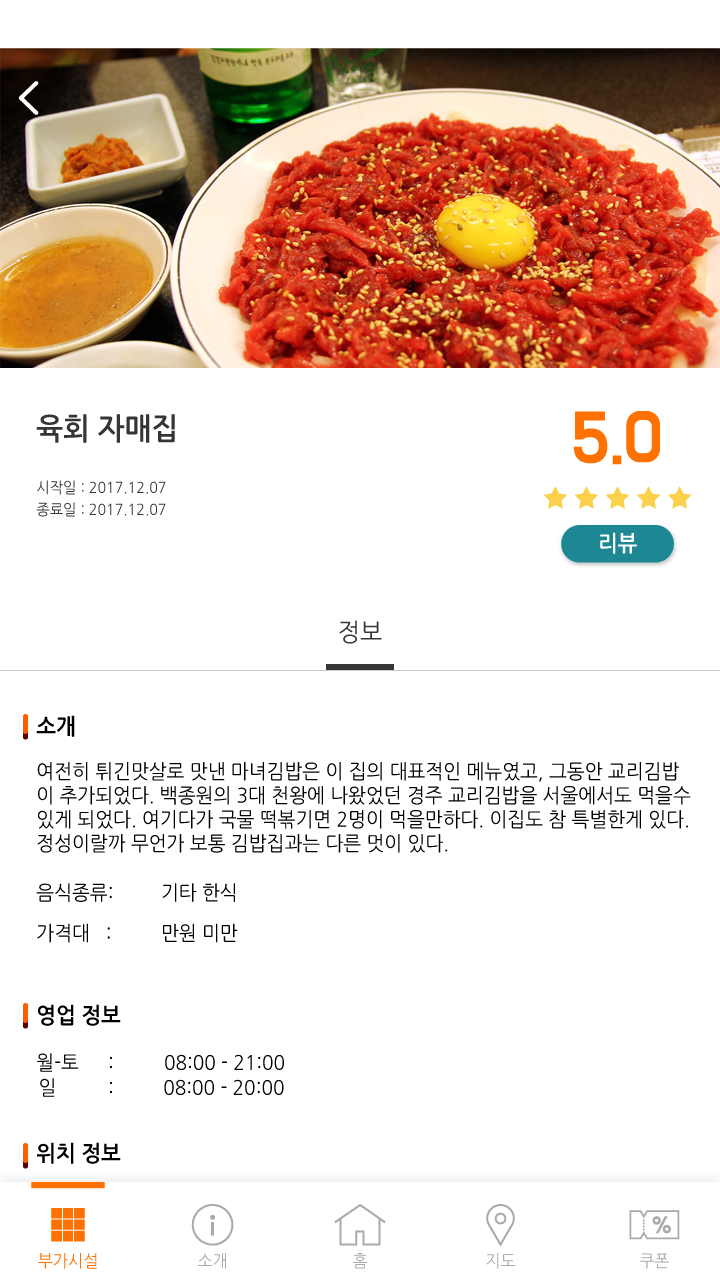 육회 자매집
5.0
시작일 : 2017.12.07
종료일 : 2017.12.07
리뷰
정보
소개
여전히 튀긴맛살로 맛낸 마녀김밥은 이 집의 대표적인 메뉴였고, 그동안 교리김밥
이 추가되었다. 백종원의 3대 천왕에 나왔었던 경주 교리김밥을 서울에서도 먹을수
있게 되었다. 여기다가 국물 떡볶기면 2명이 먹을만하다. 이집도 참 특별한게 있다.
정성이랄까 무언가 보통 김밥집과는 다른 멋이 있다.
음식종류: 기타 한식
가격대 : 만원 미만
영업 정보
월-토 : 08:00 - 21:00
일 : 08:00 - 20:00
위치 정보
부가시설 소개 홈 지도 쿠폰